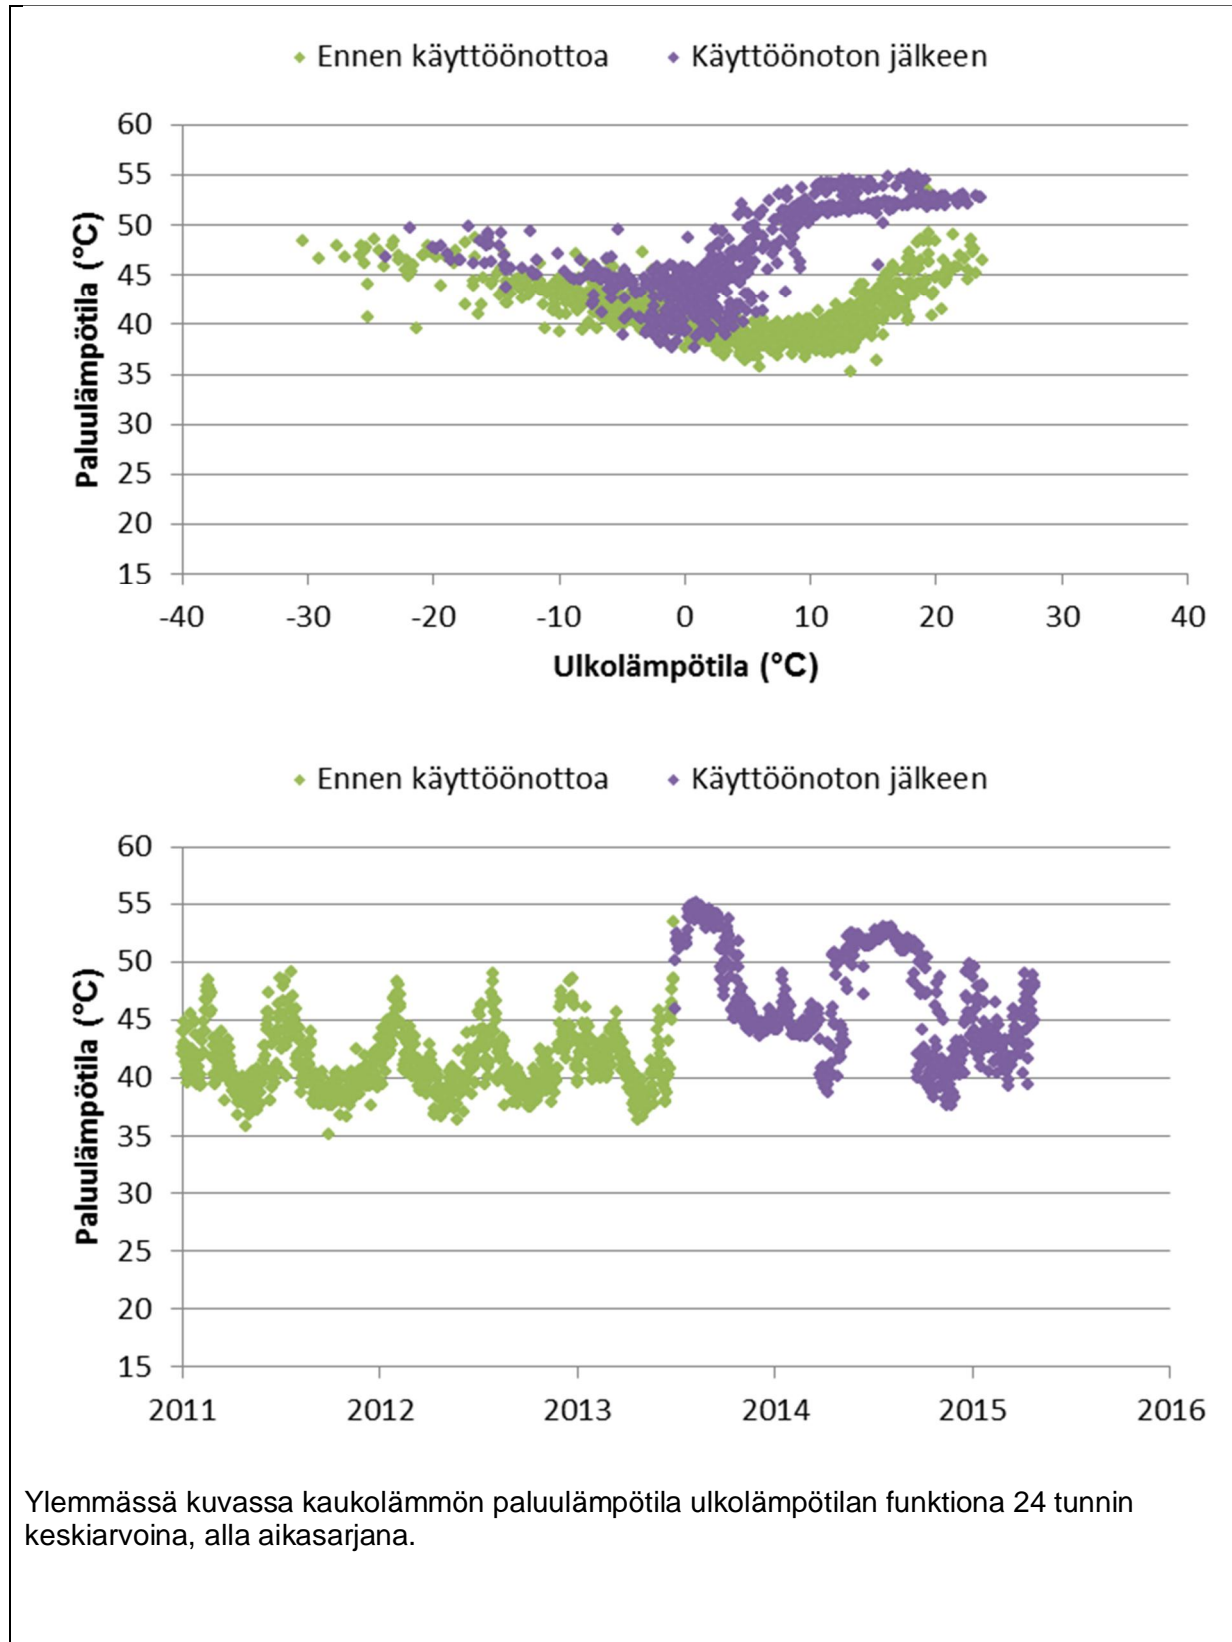 Ennen käyttöönottoa Käyttöönoton jälkeen
60
55
50
45
40
35
30
25
20
15
Paluulämpötila (°C)
-40 -30 -20 -10 0 10 20 30 40
Ulkolämpötila (°C)
Ennen käyttöönottoa Käyttöönoton jälkeen
60
55
50
45
40
35
30
25
20
15
Paluulämpötila (°C)
2011 2012 2013 2014 2015 2016
Ylemmässä kuvassa kaukolämmön paluulämpötila ulkolämpötilan funktiona 24 tunnin
keskiarvoina, alla aikasarjana.